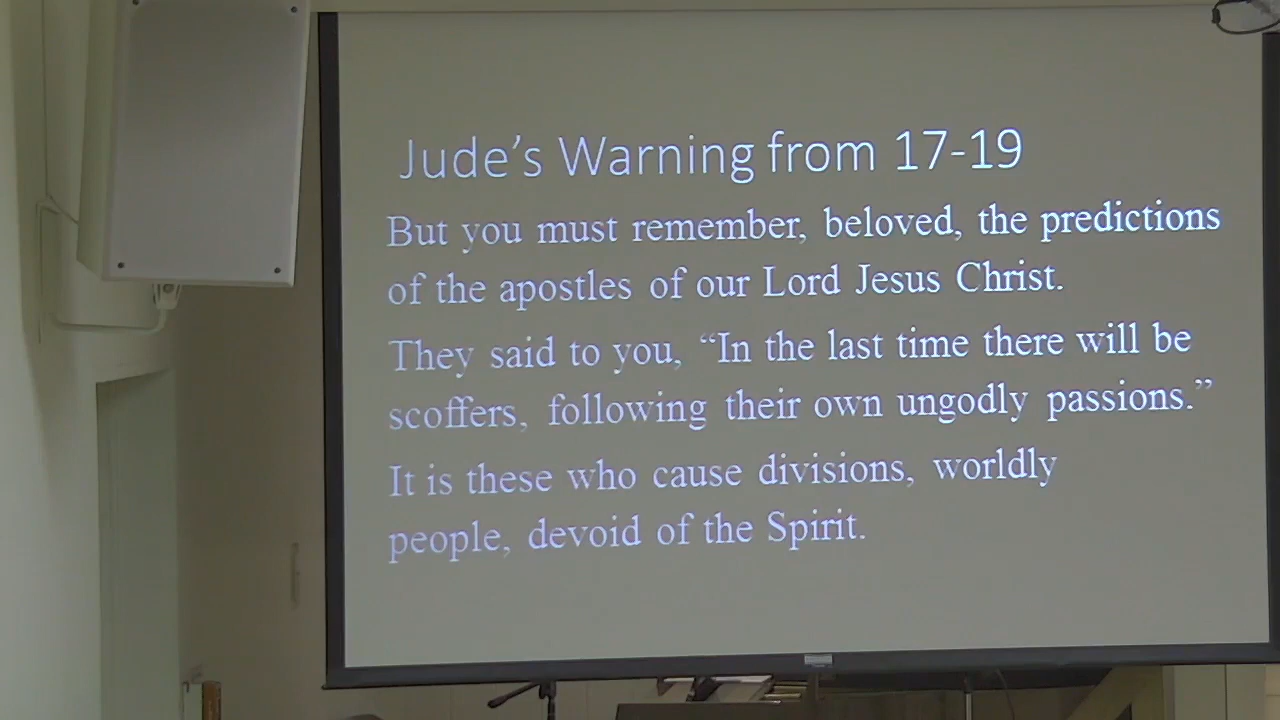 Jude’s Warning from 17-19
But you must remember, beloved, the predictions
of the apostles of our Lord Jesus Christ.
They said to you, “In the last time there will be
scoffers, following their own ungodly passions.”
It is these who cause divisions, worldly
people, devoid of the Spirit.